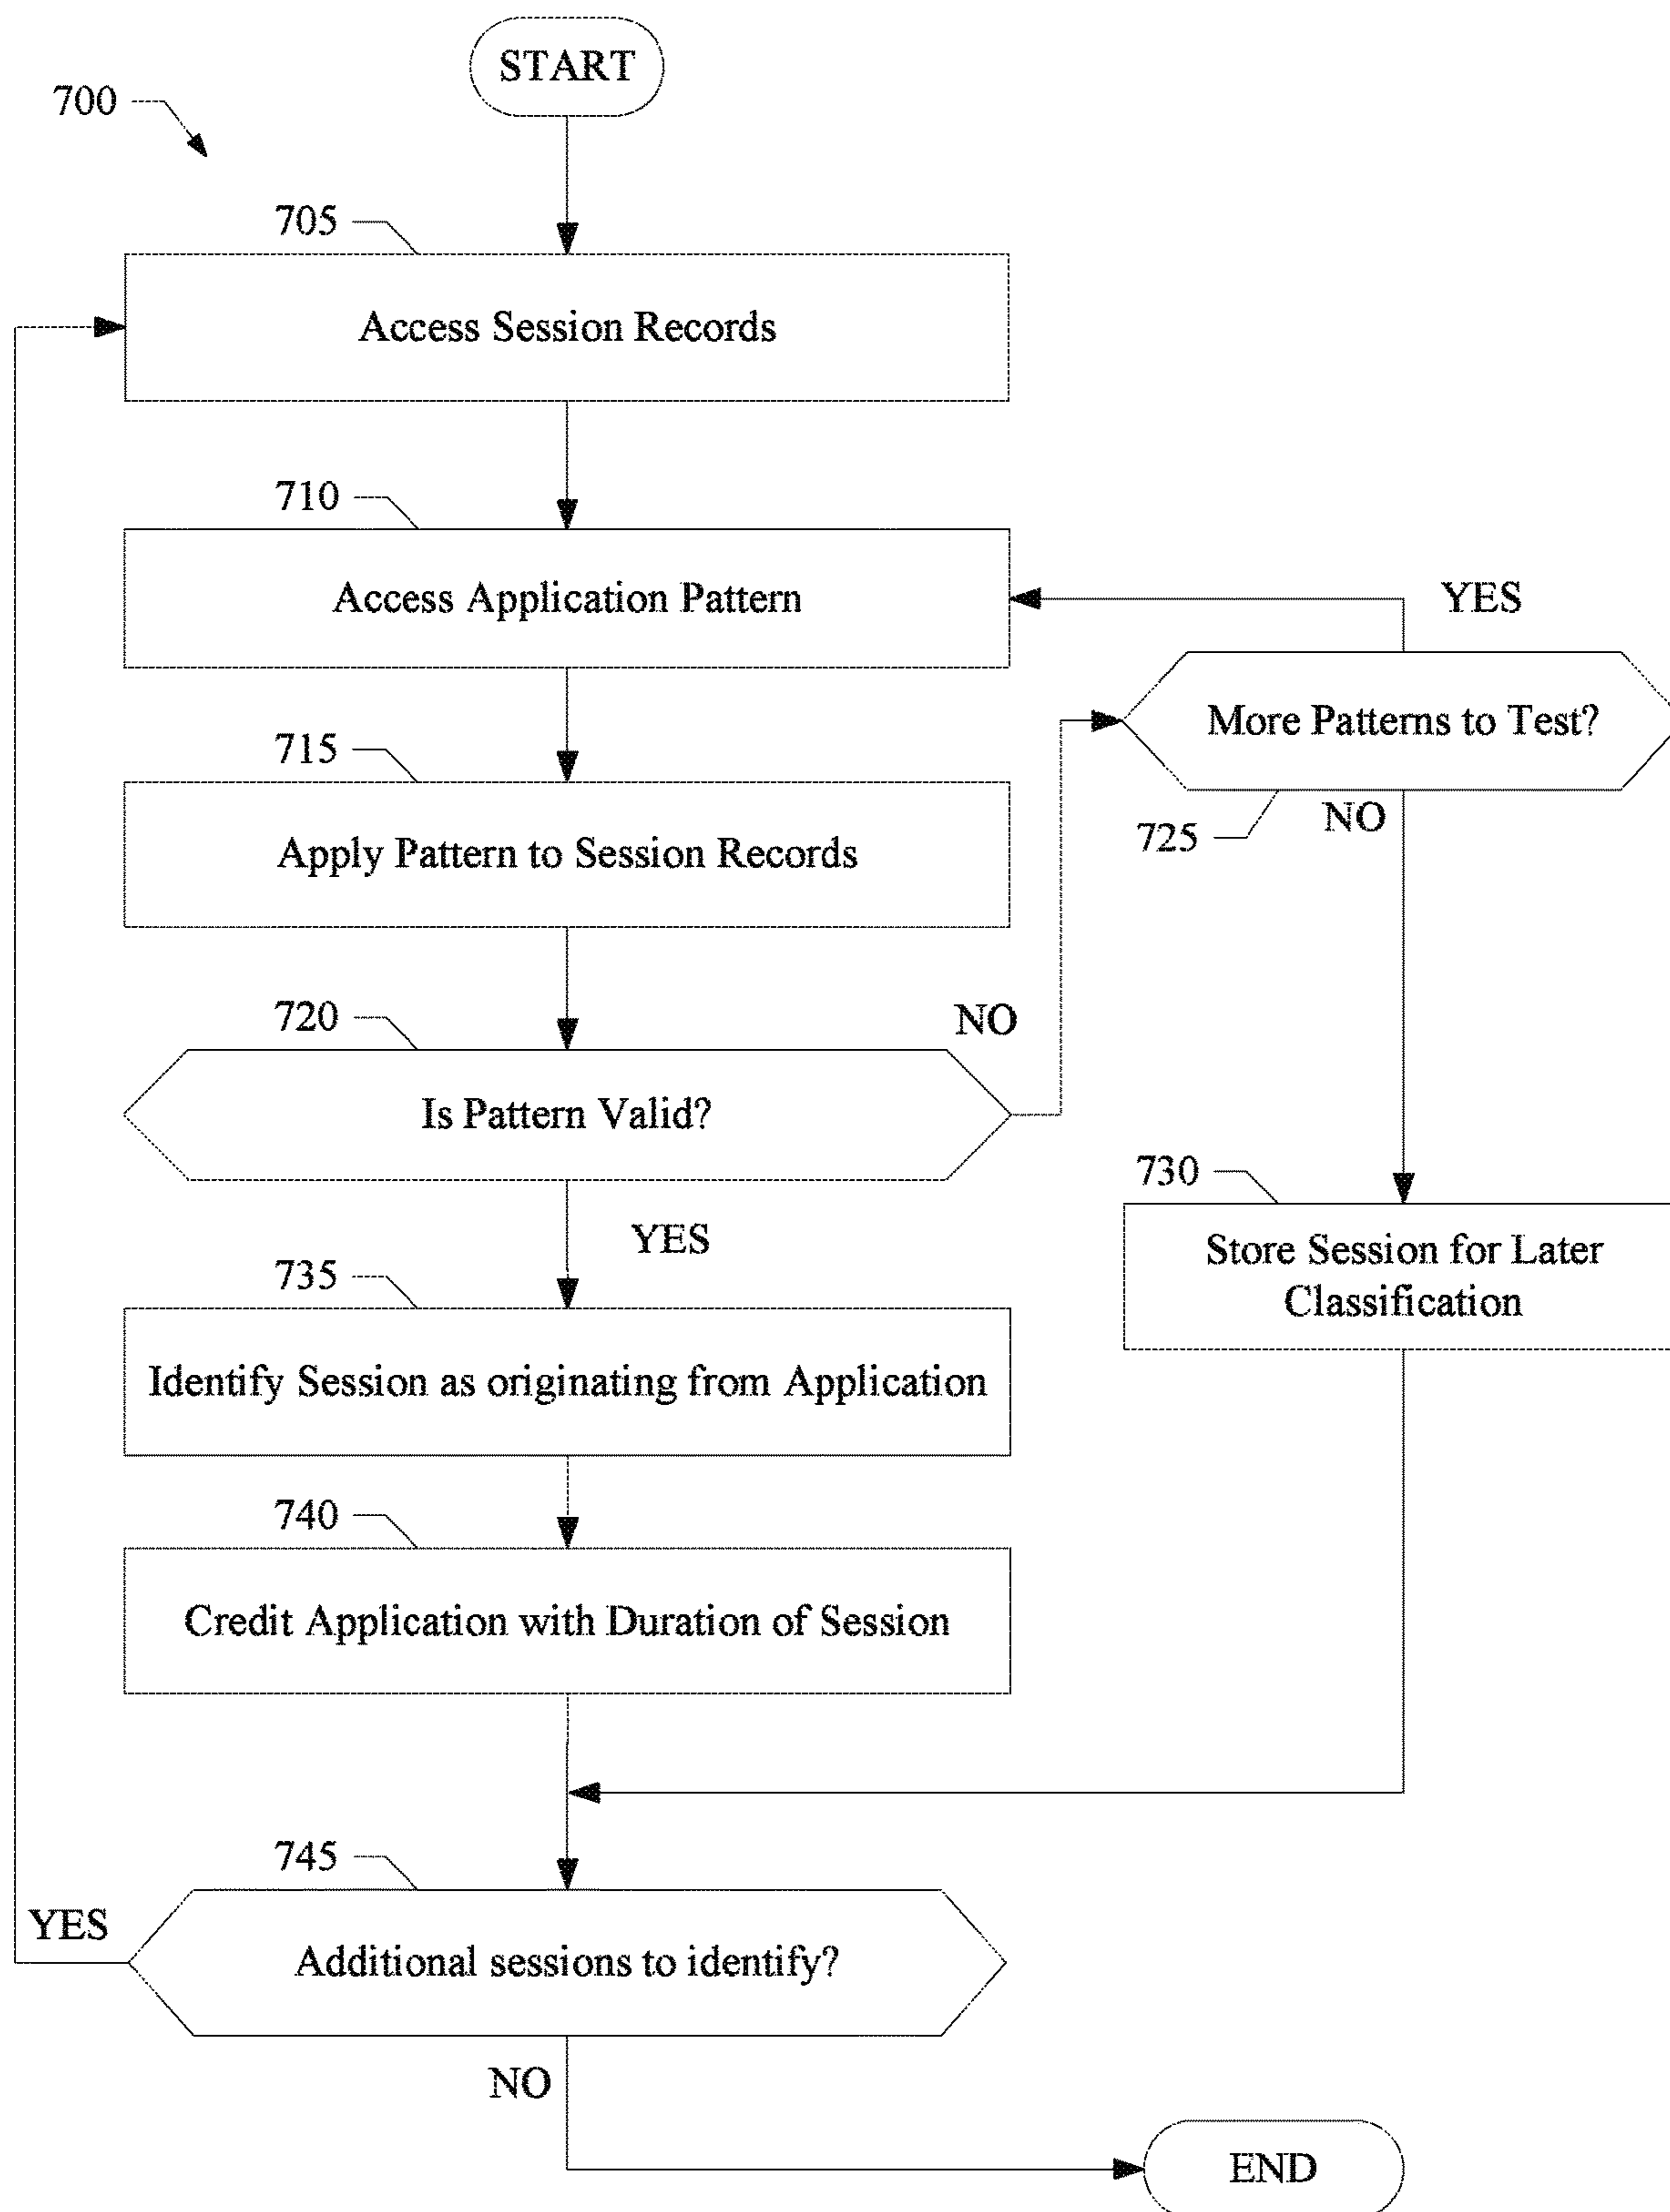 START
700
705
Access Session Records
710
Access Application Pattern
YES
More Patterns to Test?
715
725
NO
Apply Pattern to Session Records
720
NO
Is Pattern Valid?
YES
730
Store Session for Later
Classification
735
Identify Session as originating from Application
740
Credit Application with Duration of Session
745
YES
Additional sessions to identify?
NO
END